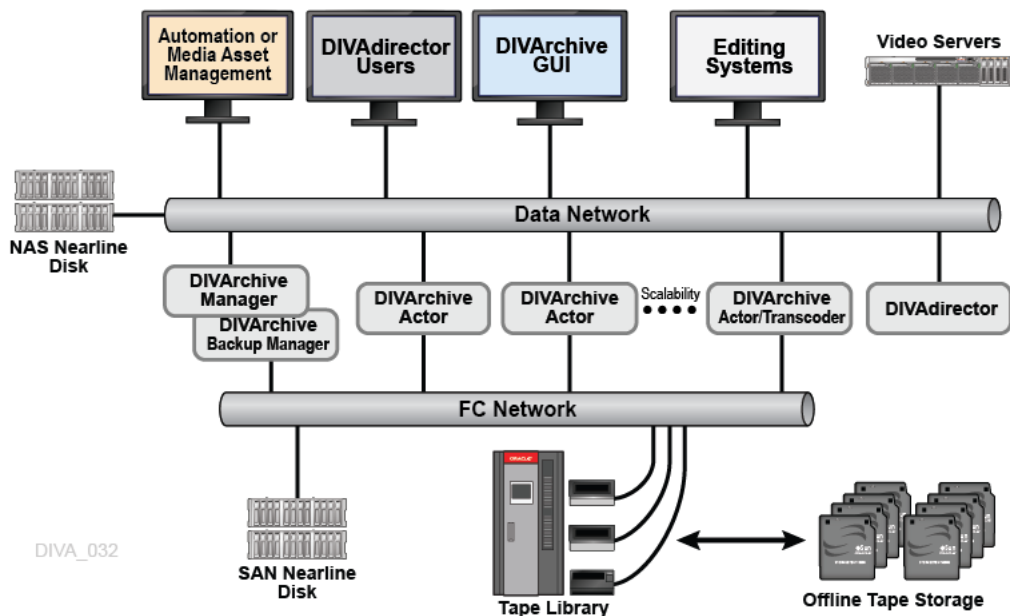 Automation or
Media Asset
Management
DIVAdirector
Users
DIVArchive
GUI
Editing
Systems
Video Servers
Data Network
NAS Nearline
Disk
DIVArchive
Manager
DIVArchive
Backup Manager
DIVArchive
Actor
DIVArchive
Actor
Scalability
DIVArchive
Actor/Transcoder
DIVAdirector
FC Network
ORACLE
DIVA_032
SAN Nearline
Disk
Tape Library
Offline Tape Storage